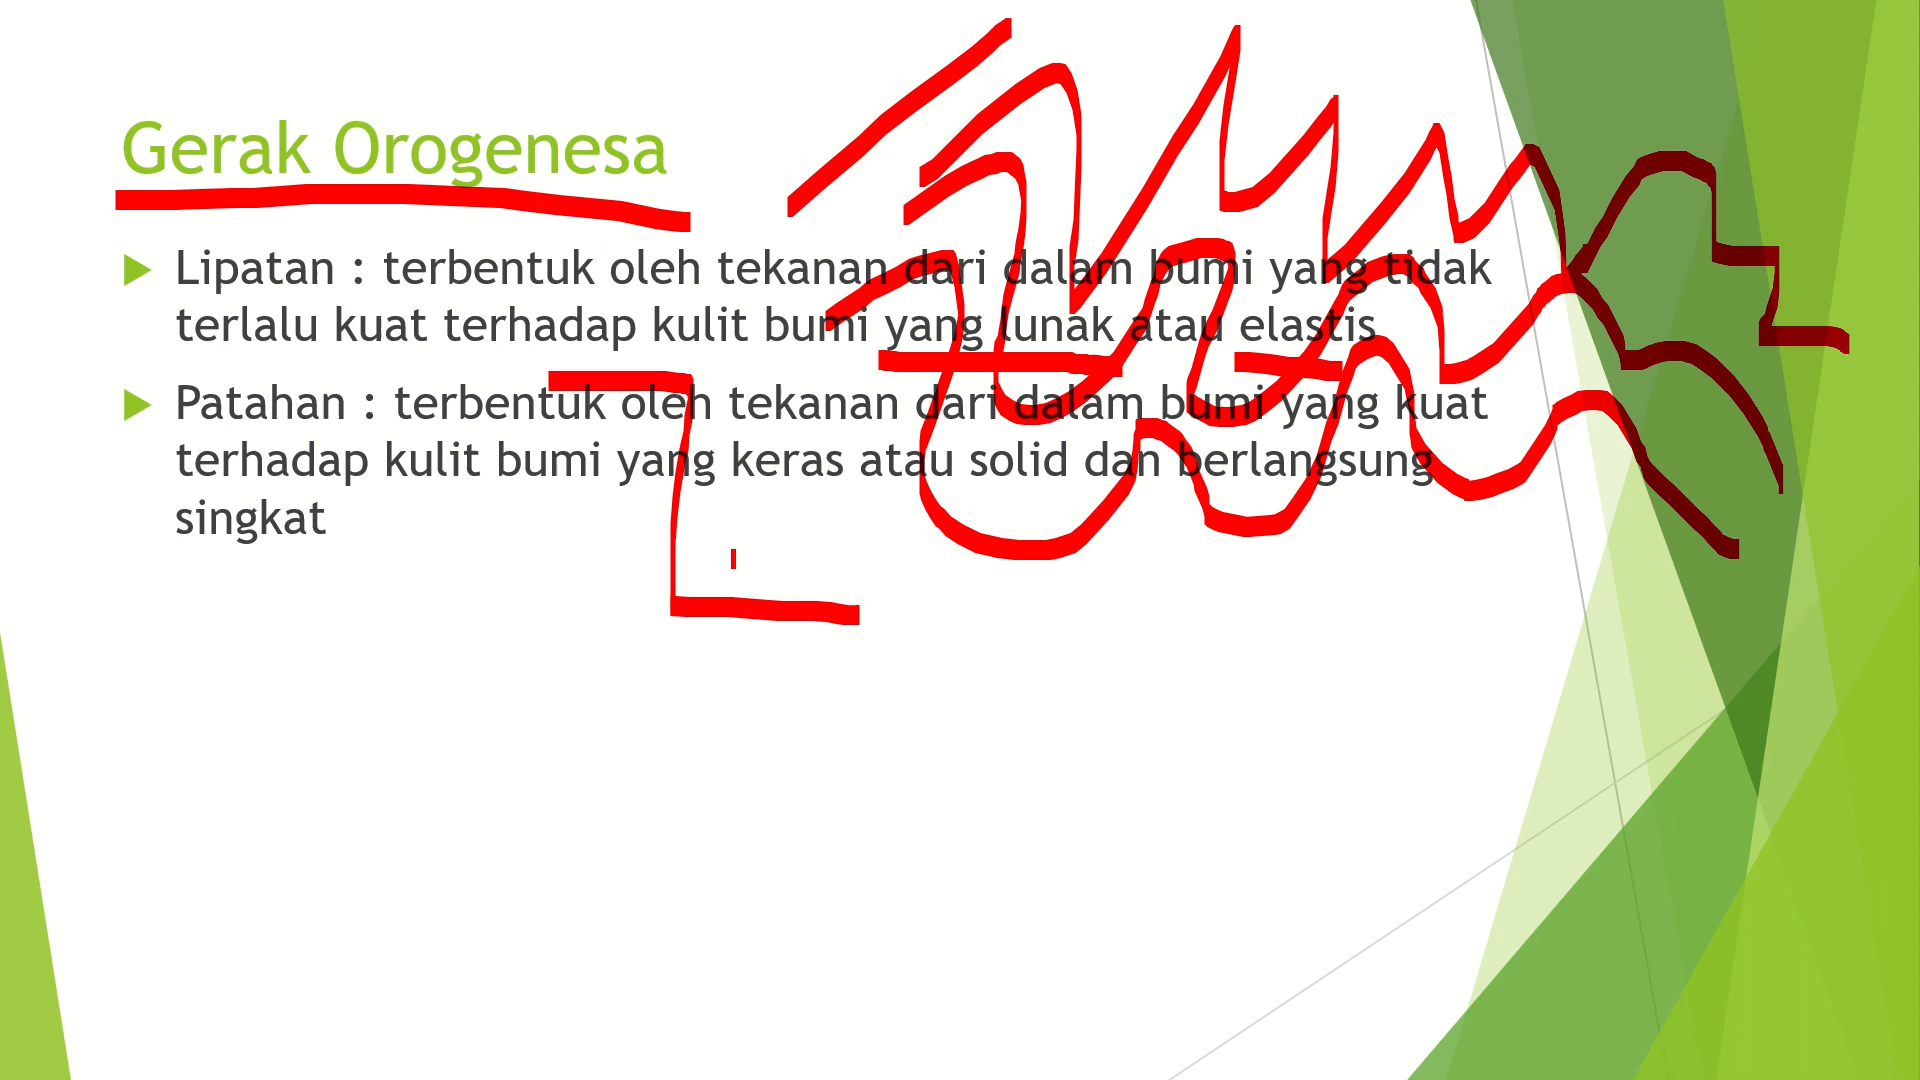 Gerak Orogenesa
Lipatan : terbentuk oleh tekanan dari dalam bumi yang tidak
terlalu kuat terhadap kulit bumi yang lunak atau elastis
Patahan : terbentuk oleh tekanan dari dalam bumi yang kuat
terhadap kulit bumi yang keras atau solid dan berlangsung
singkat